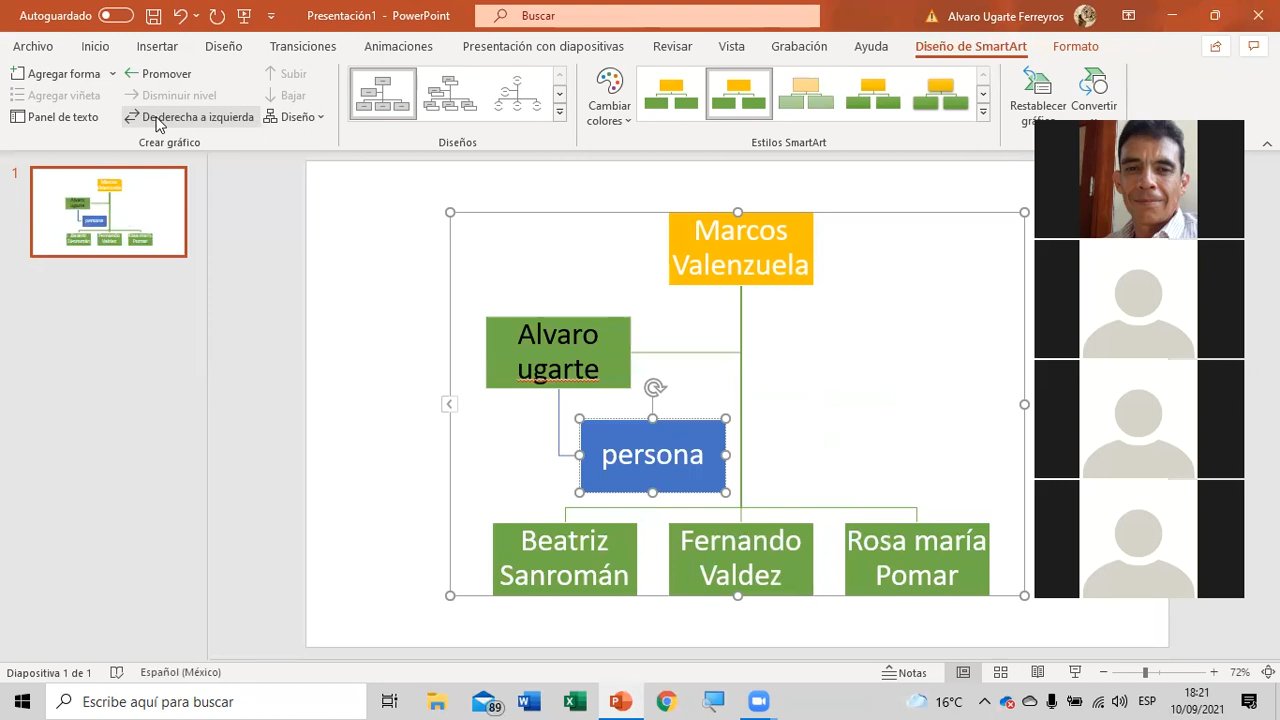 Autoguardado
Presentación1 - PowerPoint
Buscar
Alvaro Ugarte Ferreyros
Archivo Inicio Insertar Diseño Transiciones Animaciones Presentación con diapositivas Revisar Vista Grabación Ayuda Diseño de SmartArt Formato
Agregar forma
Promover
Subir
Agregar viñeta
Disminuir nivel
Bajar
Panel de texto
De derecha a izquierda
Diseño
Crear gráfico
Diseños
Cambiar
colores
Estilos SmartArt
Restablecer
gráfico
Convertir
1
Marcos
Valenzuela
Alvaro
ugarte
persona
Beatriz
Sanromán
Fernando
Valdez
Rosa maría
Pomar
Diapositiva 1 de 1
Español (México)
Notas
72%
Escribe aquí para buscar
89
16°C
ESP
18:21
10/09/2021